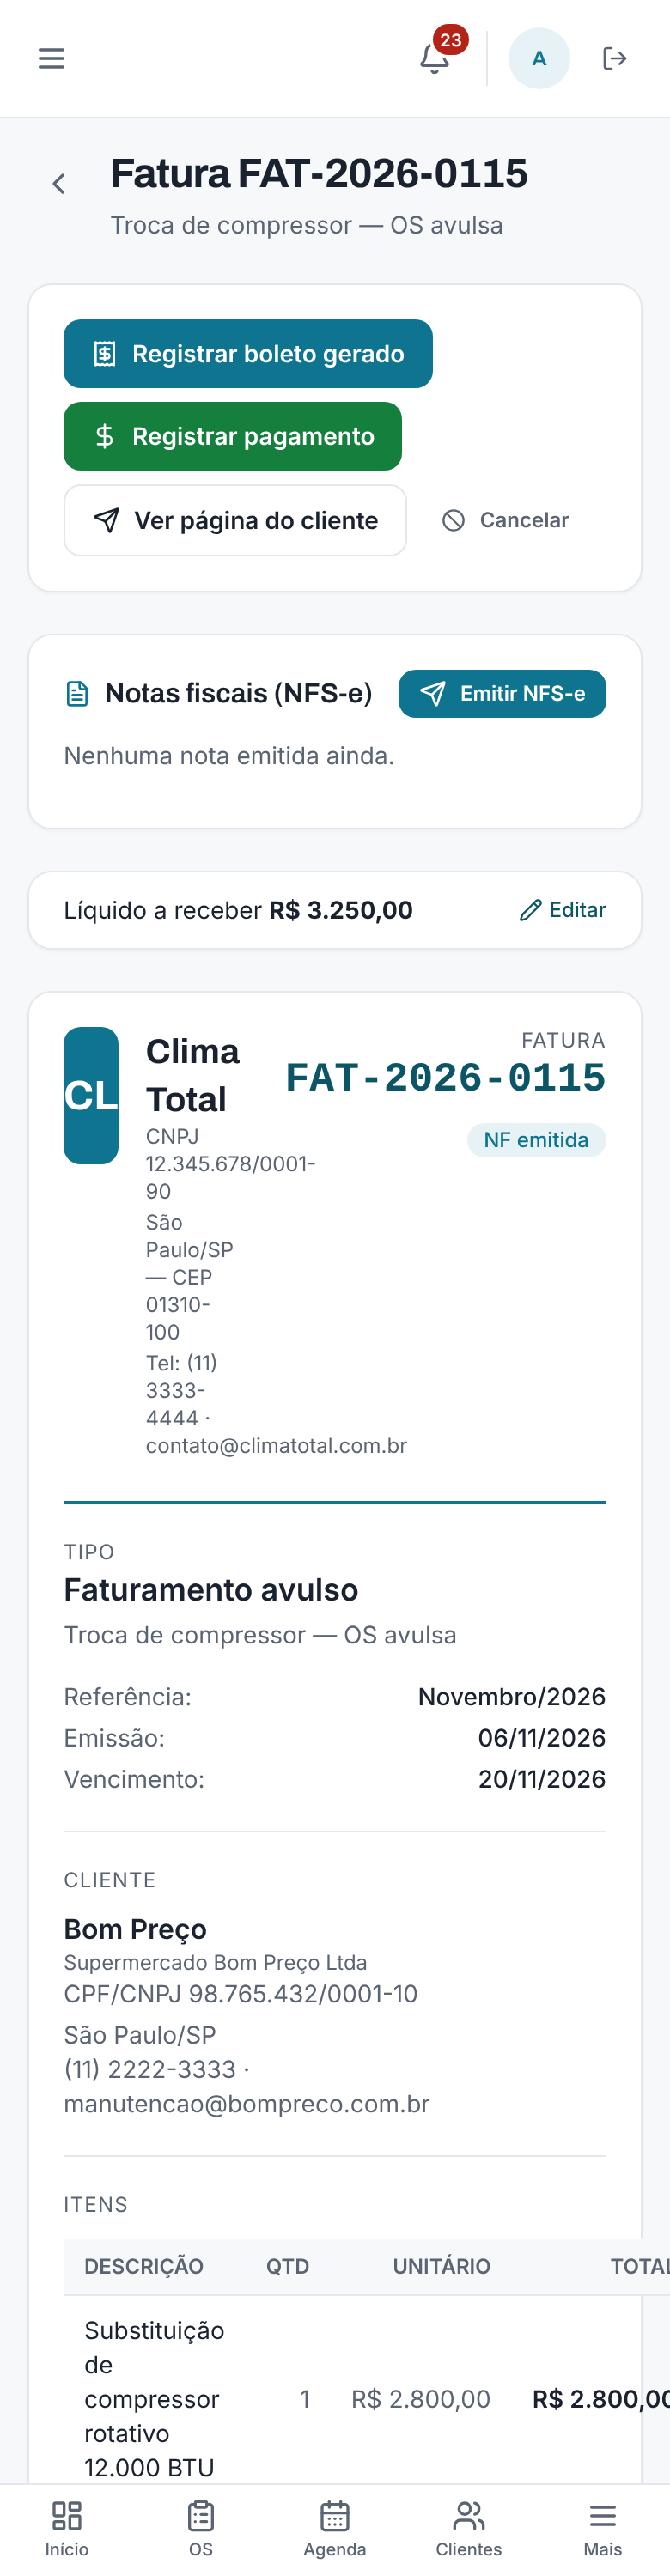 23
A
Fatura FAT-2026-0115
Troca de compressor — OS avulsa
Registrar boleto gerado
Registrar pagamento
Ver página do cliente
Cancelar
Notas fiscais (NFS-e)
Emitir NFS-e
Nenhuma nota emitida ainda.
Líquido a receber R$ 3.250,00
Editar
CL
Clima
Total
CNPJ
12.345.678/0001-
90
São
Paulo/SP
— CEP
01310-
100
Tel: (11)
3333-
4444 ·
contato@climatotal.com.br
FATURA
FAT-2026-0115
NF emitida
TIPO
Faturamento avulso
Troca de compressor — OS avulsa
Referência: Novembro/2026
Emissão: 06/11/2026
Vencimento: 20/11/2026
CLIENTE
Bom Preço
Supermercado Bom Preço Ltda
CPF/CNPJ 98.765.432/0001-10
São Paulo/SP
(11) 2222-3333 ·
manutencao@bompreco.com.br
ITENS
DESCRIÇÃO QTD UNITÁRIO TOTAL
Substituição
de
compressor
rotativo
12.000 BTU
1 R$ 2.800,00 R$ 2.800,00
Início
OS
Agenda
Clientes
Mais